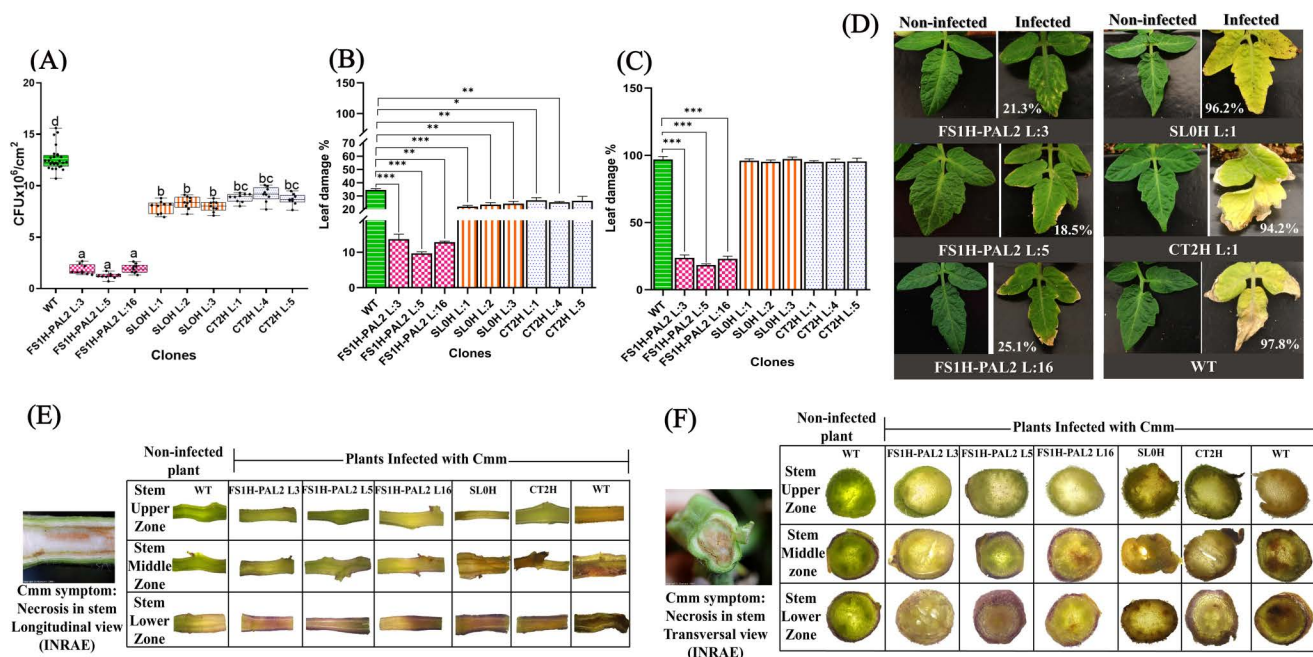 (A)
CFUx10⁶/cm²
20
15
10
5
0
d
a
a
a
b
b
b
bc
bc
bc
WT
FS1H-PAL2 L:3
FS1H-PAL2 L:5
FS1H-PAL2 L:16
SLOH L:1
SLOH L:2
SLOH L:3
CT2H L:1
CT2H L:4
CT2H L:5
Clones
(B)
Leaf damage %
150
100
50
60
50
40
30
20
10
0
**
*
**
**
***
**
***
***
WT
FS1H-PAL2 L:3
FS1H-PAL2 L:5
FS1H-PAL2 L:16
SL0H L:1
SL0H L:2
SL0H L:3
CT2H L:1
CT2H L:4
CT2H L:5
Clones
(C)
Leaf damage %
150
100
50
0
***
***
***
WT
FS1H-PAL2 L:3
FS1H-PAL2 L:5
FS1H-PAL2 L:16
SL0H L:1
SL0H L:2
SL0H L:3
CT2H L:1
CT2H L:4
CT2H L:5
Clones
(D)
Non-infected Infected Non-infected Infected
21.3% 96.2%
FS1H-PAL2 L:3 SL0H L:1
18.5% 94.2%
FS1H-PAL2 L:5 CT2H L:1
25.1% 97.8%
FS1H-PAL2 L:16 WT
(E)
Non-infected
plant
Plants Infected with Cmm
WT FS1H-PAL2 L3 FS1H-PAL2 L5 FS1H-PAL2 L16 SL0H CT2H WT
Stem
Upper
Zone
Stem
Middle
Zone
Stem
Lower
Zone
Cmm symptom:
Necrosis in stem
Longitudinal view
(INRAE)
(F)
Non-infected
plant
Plants Infected with Cmm
WT FS1H-PAL2 L3 FS1H-PAL2 L5 FS1H-PAL2 L16 SL0H CT2H WT
Stem
Upper
Zone
Stem
Middle
zone
Stem
Lower
Zone
Cmm symptom:
Necrosis in stem
Transversal view
(INRAE)